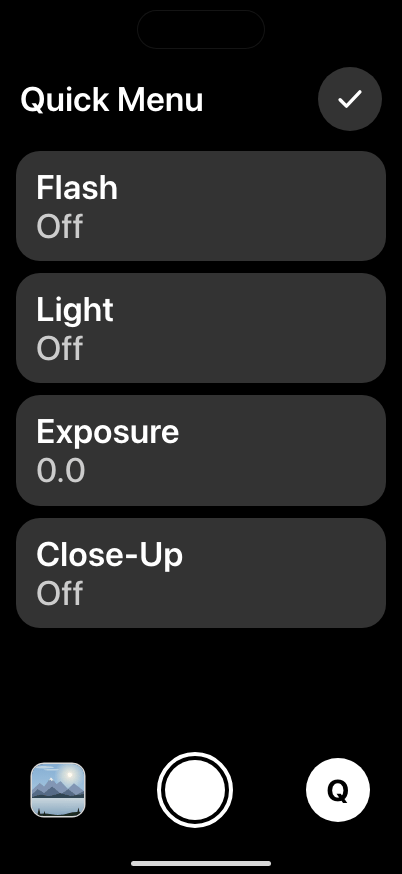 Quick Menu
Flash
Off
Light
Off
Exposure
0.0
Close-Up
Off
Q